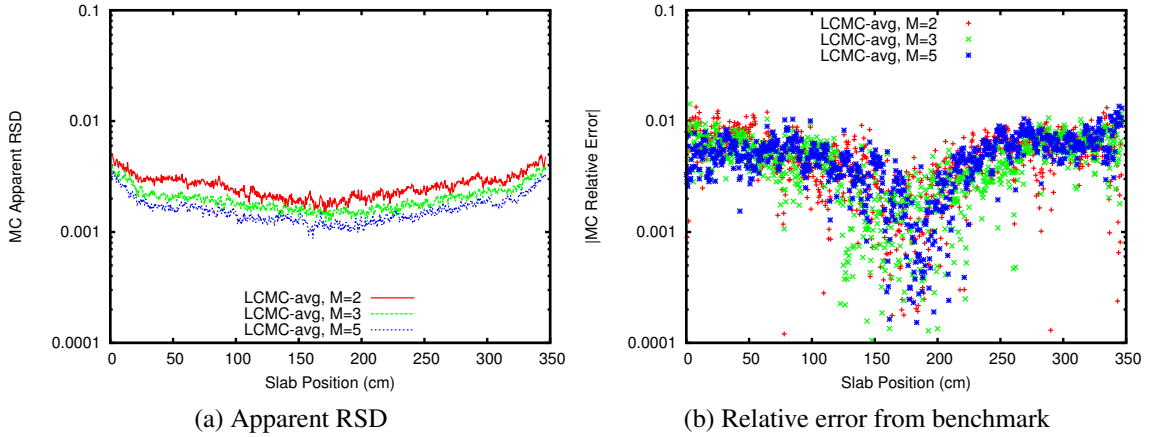 0.1
0.01
0.001
0.0001
MC Apparent RSD
0 50 100 150 200 250 300 350
Slab Position (cm)
LCMC-avg, M=2
LCMC-avg, M=3
LCMC-avg, M=5
(a) Apparent RSD
0.1
0.01
0.001
0.0001
|MC Relative Error|
0 50 100 150 200 250 300 350
Slab Position (cm)
LCMC-avg, M=2
LCMC-avg, M=3
LCMC-avg, M=5
(b) Relative error from benchmark